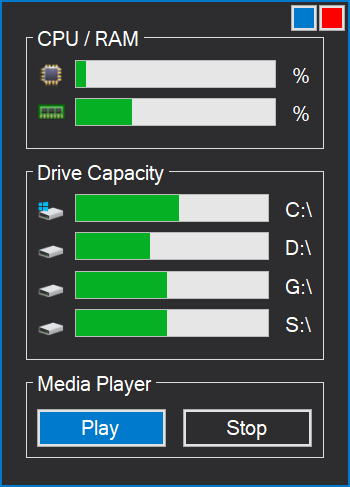 CPU / RAM
%
%
Drive Capacity
C:\
D:\
G:\
S:\
Media Player
Play Stop